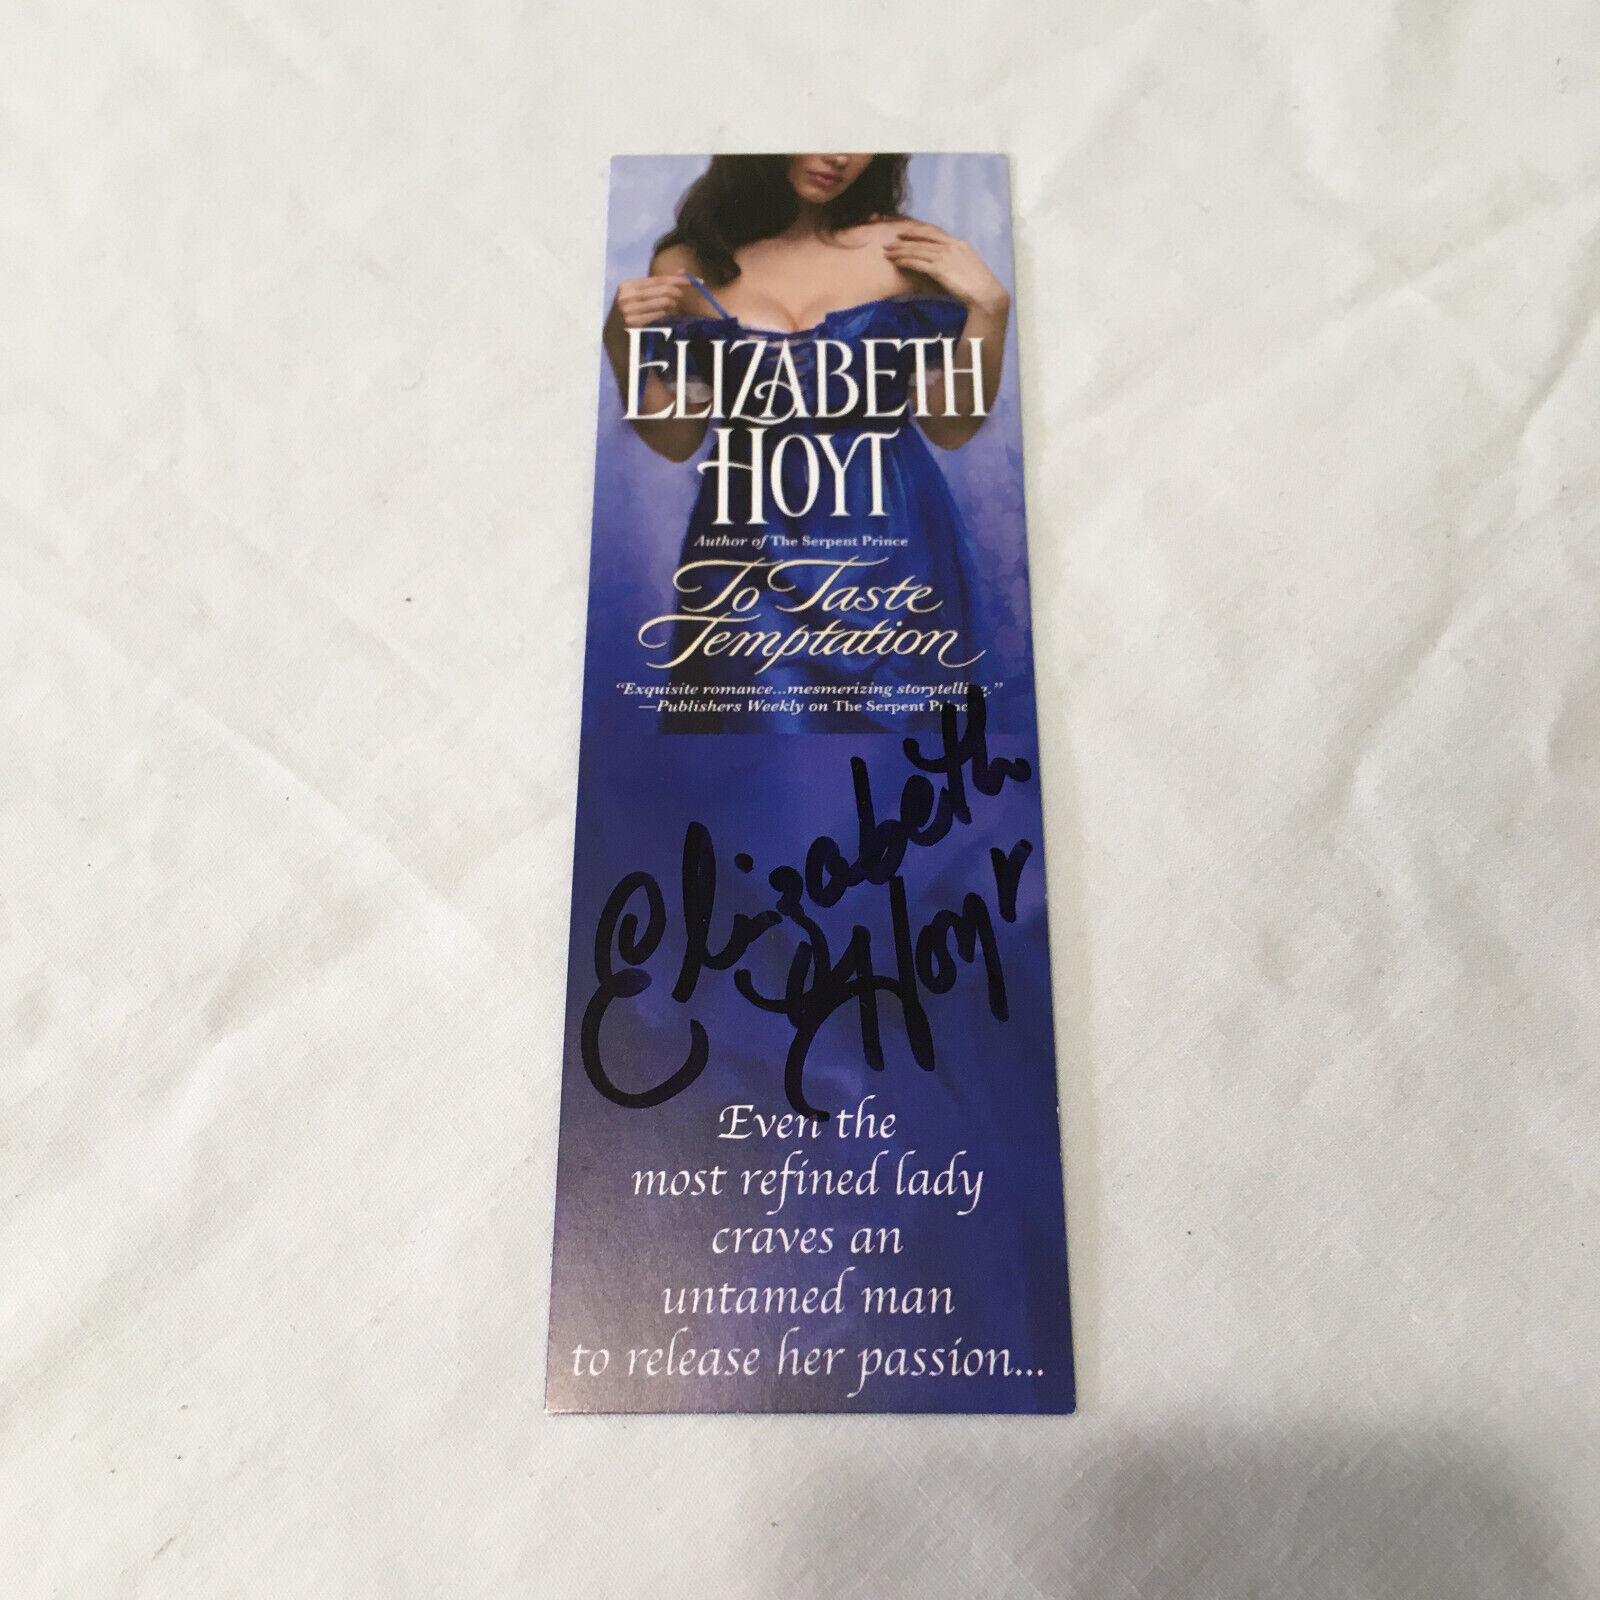 ELIZABETH
HOYT
Author of The Serpent Prince
To Taste
Temptation
"Exquisite romance...mesmerizing storytelling."
—Publishers Weekly on The Serpent Prince
Elizabeth
Hoyt
Even the
most refined lady
craves an
untamed man
to release her passion...